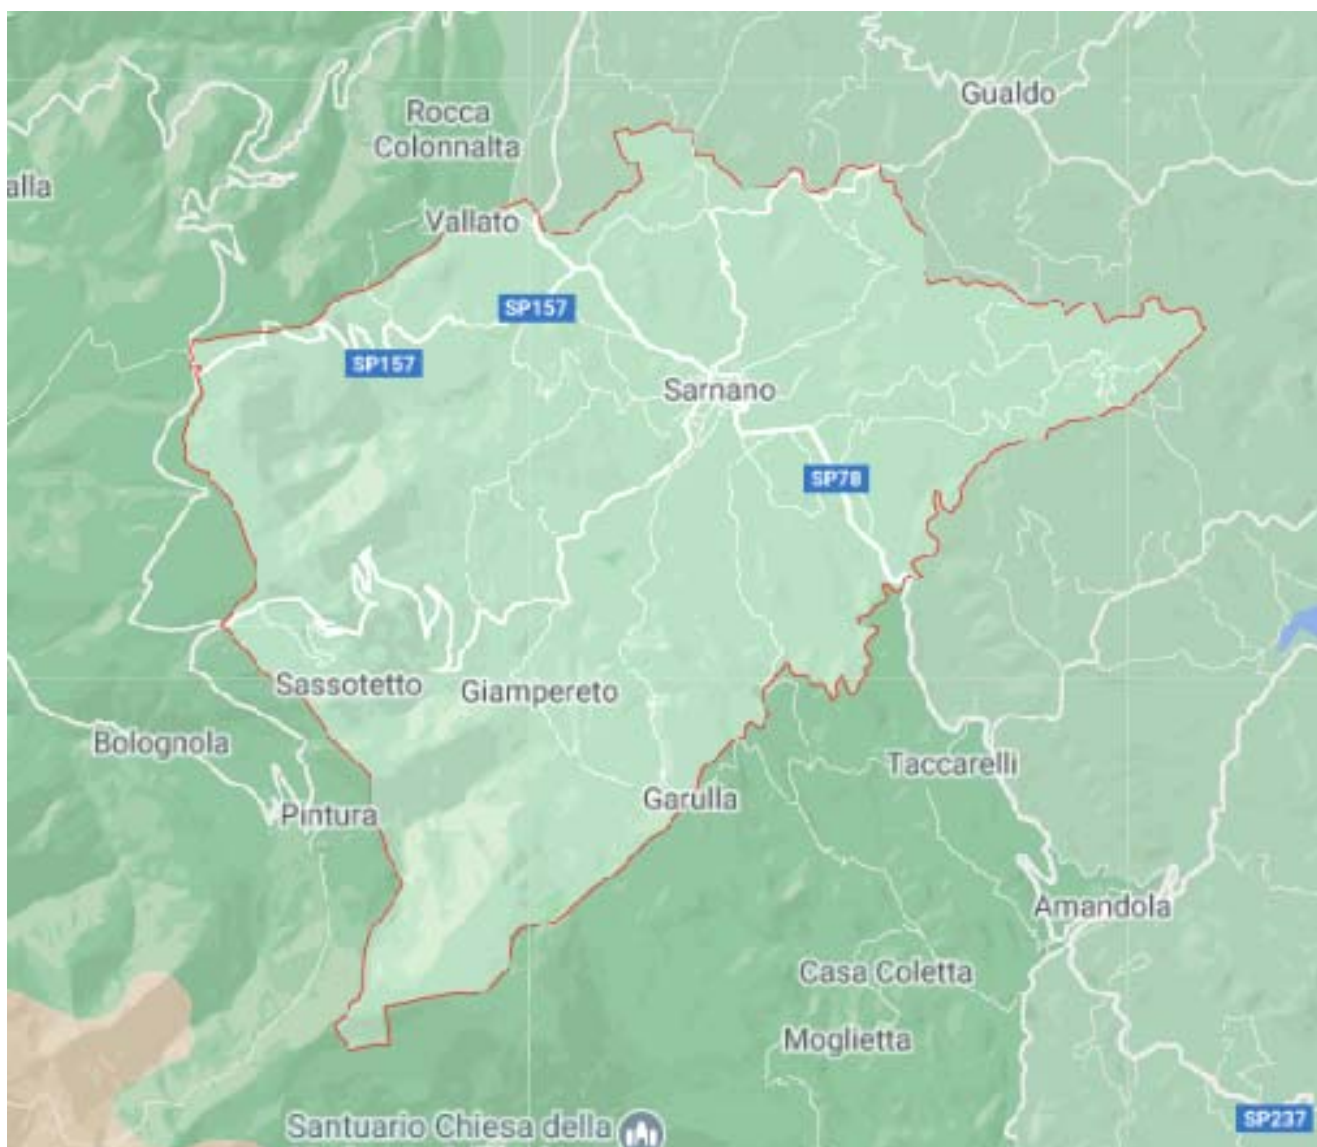 Gualdo
Rocca
Colonnalta
alla
Vallato
SP157
SP157
Sarnano
SP78
Sassotetto
Giampereto
Bolognola
Taccarelli
Garulla
Pintura
Amandola
Casa Coletta
Moglietta
SP237
Santuario Chiesa della